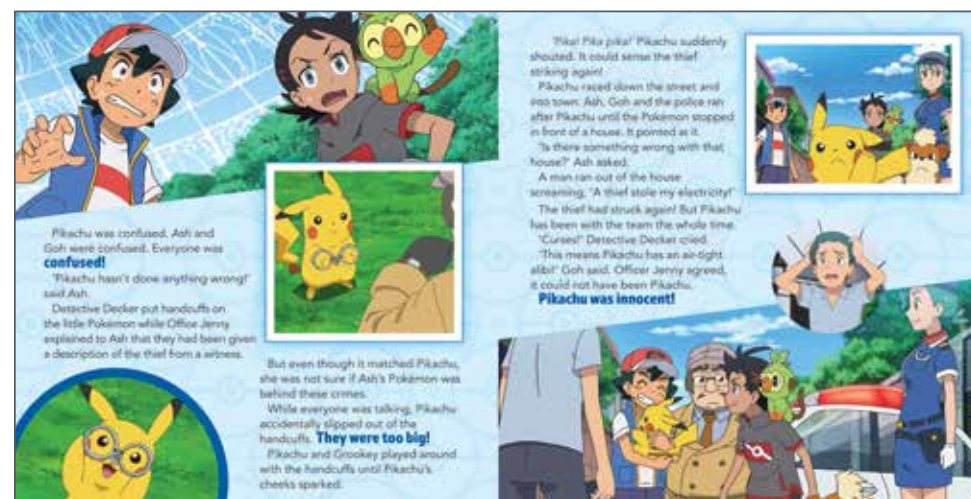 Pikachu was confused. Ash and
Goh were confused. Everyone was
confused!
"Pikachu hasn't done anything wrong!"
said Ash.
Detective Decker put handcuffs on
the little Pokémon while Office Jenny
explained to Ash that they had been given
a description of the thief from a witness.
But even though it matched Pikachu,
she was not sure if Ash's Pokémon was
behind these crimes.
While everyone was talking, Pikachu
accidentally slipped out of the
handcuffs. They were too big!
Pikachu and Grookey played around
with the handcuffs until Pikachu's
cheeks sparked.
"Pika! Pika pika!" Pikachu suddenly
shouted. It could sense the thief
striking again!
Pikachu raced down the street and
into town. Ash, Goh and the police ran
after Pikachu until the Pokémon stopped
in front of a house. It pointed at it.
"Is there something wrong with that
house?" Ash asked.
A man ran out of the house
screaming, "A thief stole my electricity!"
The thief had struck again! But Pikachu
has been with the team the whole time.
"Curses!" Detective Decker cried.
"This means Pikachu has an air-tight
alibi!" Goh said. Officer Jenny agreed,
it could not have been Pikachu.
Pikachu was innocent!